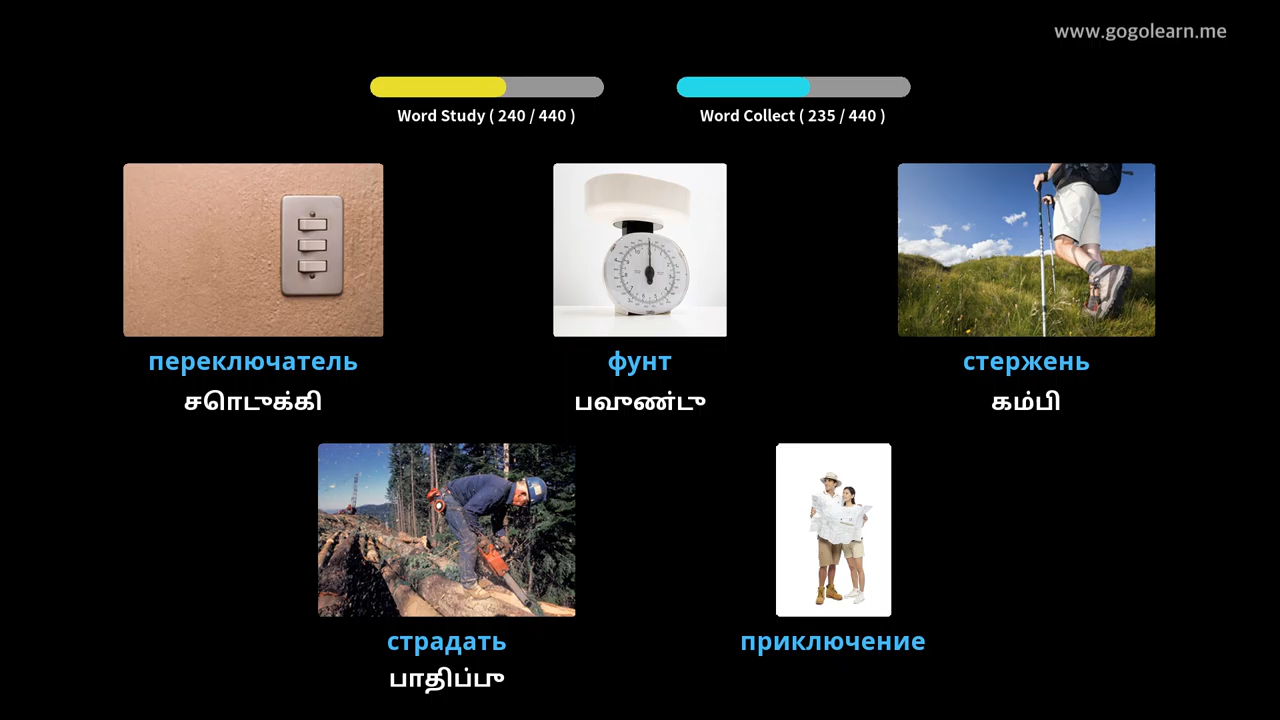 www.gogolearn.me
Word Study ( 240 / 440 )
Word Collect ( 235 / 440 )
переключатель
фунт
стержень
சொடுக்கி
பவுண்டு
கம்பி
страдать
приключение
பாதிப்பு